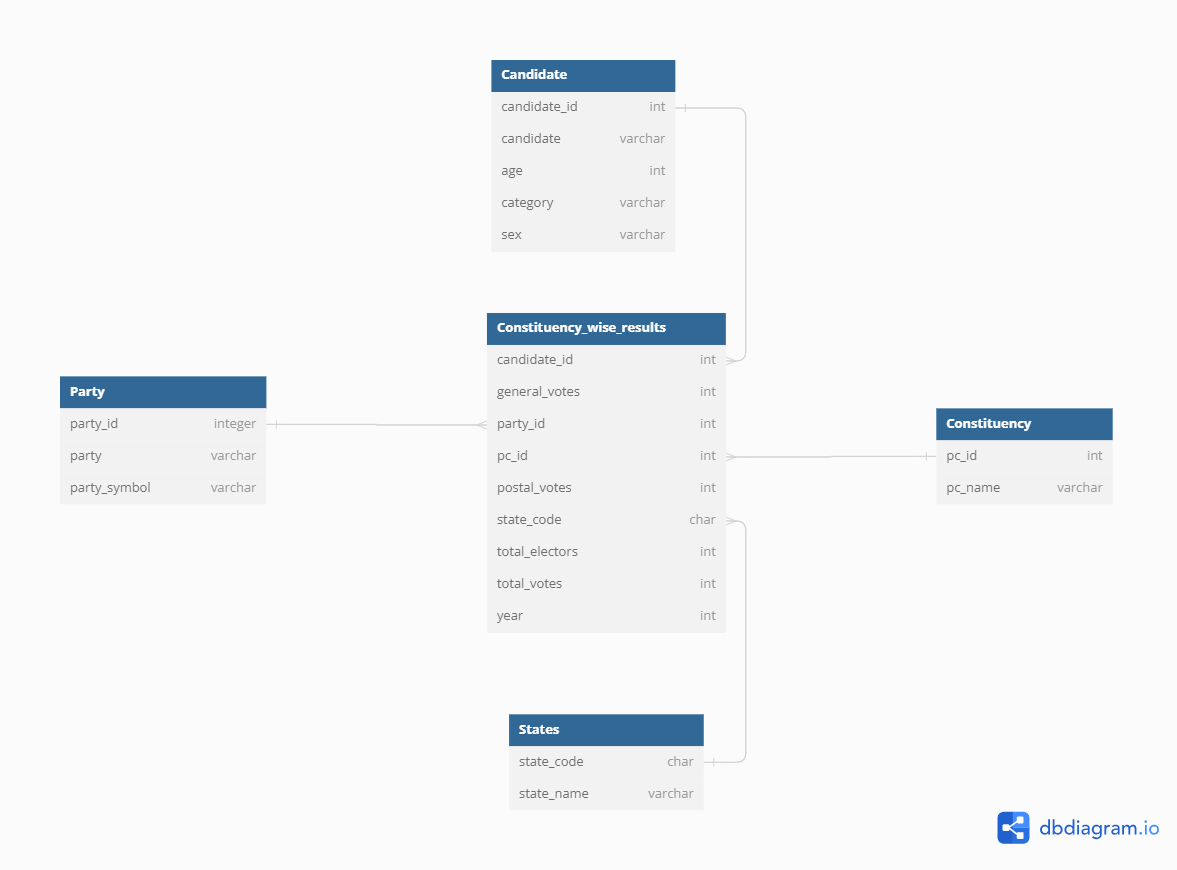 Candidate
candidate_id int
candidate varchar
age int
category varchar
sex varchar
Constituency_wise_results
candidate_id int
general_votes int
party_id int
pc_id int
postal_votes int
state_code char
total_electors int
total_votes int
year int
Party
party_id integer
party varchar
party_symbol varchar
Constituency
pc_id int
pc_name varchar
States
state_code char
state_name varchar
dbdiagram.io